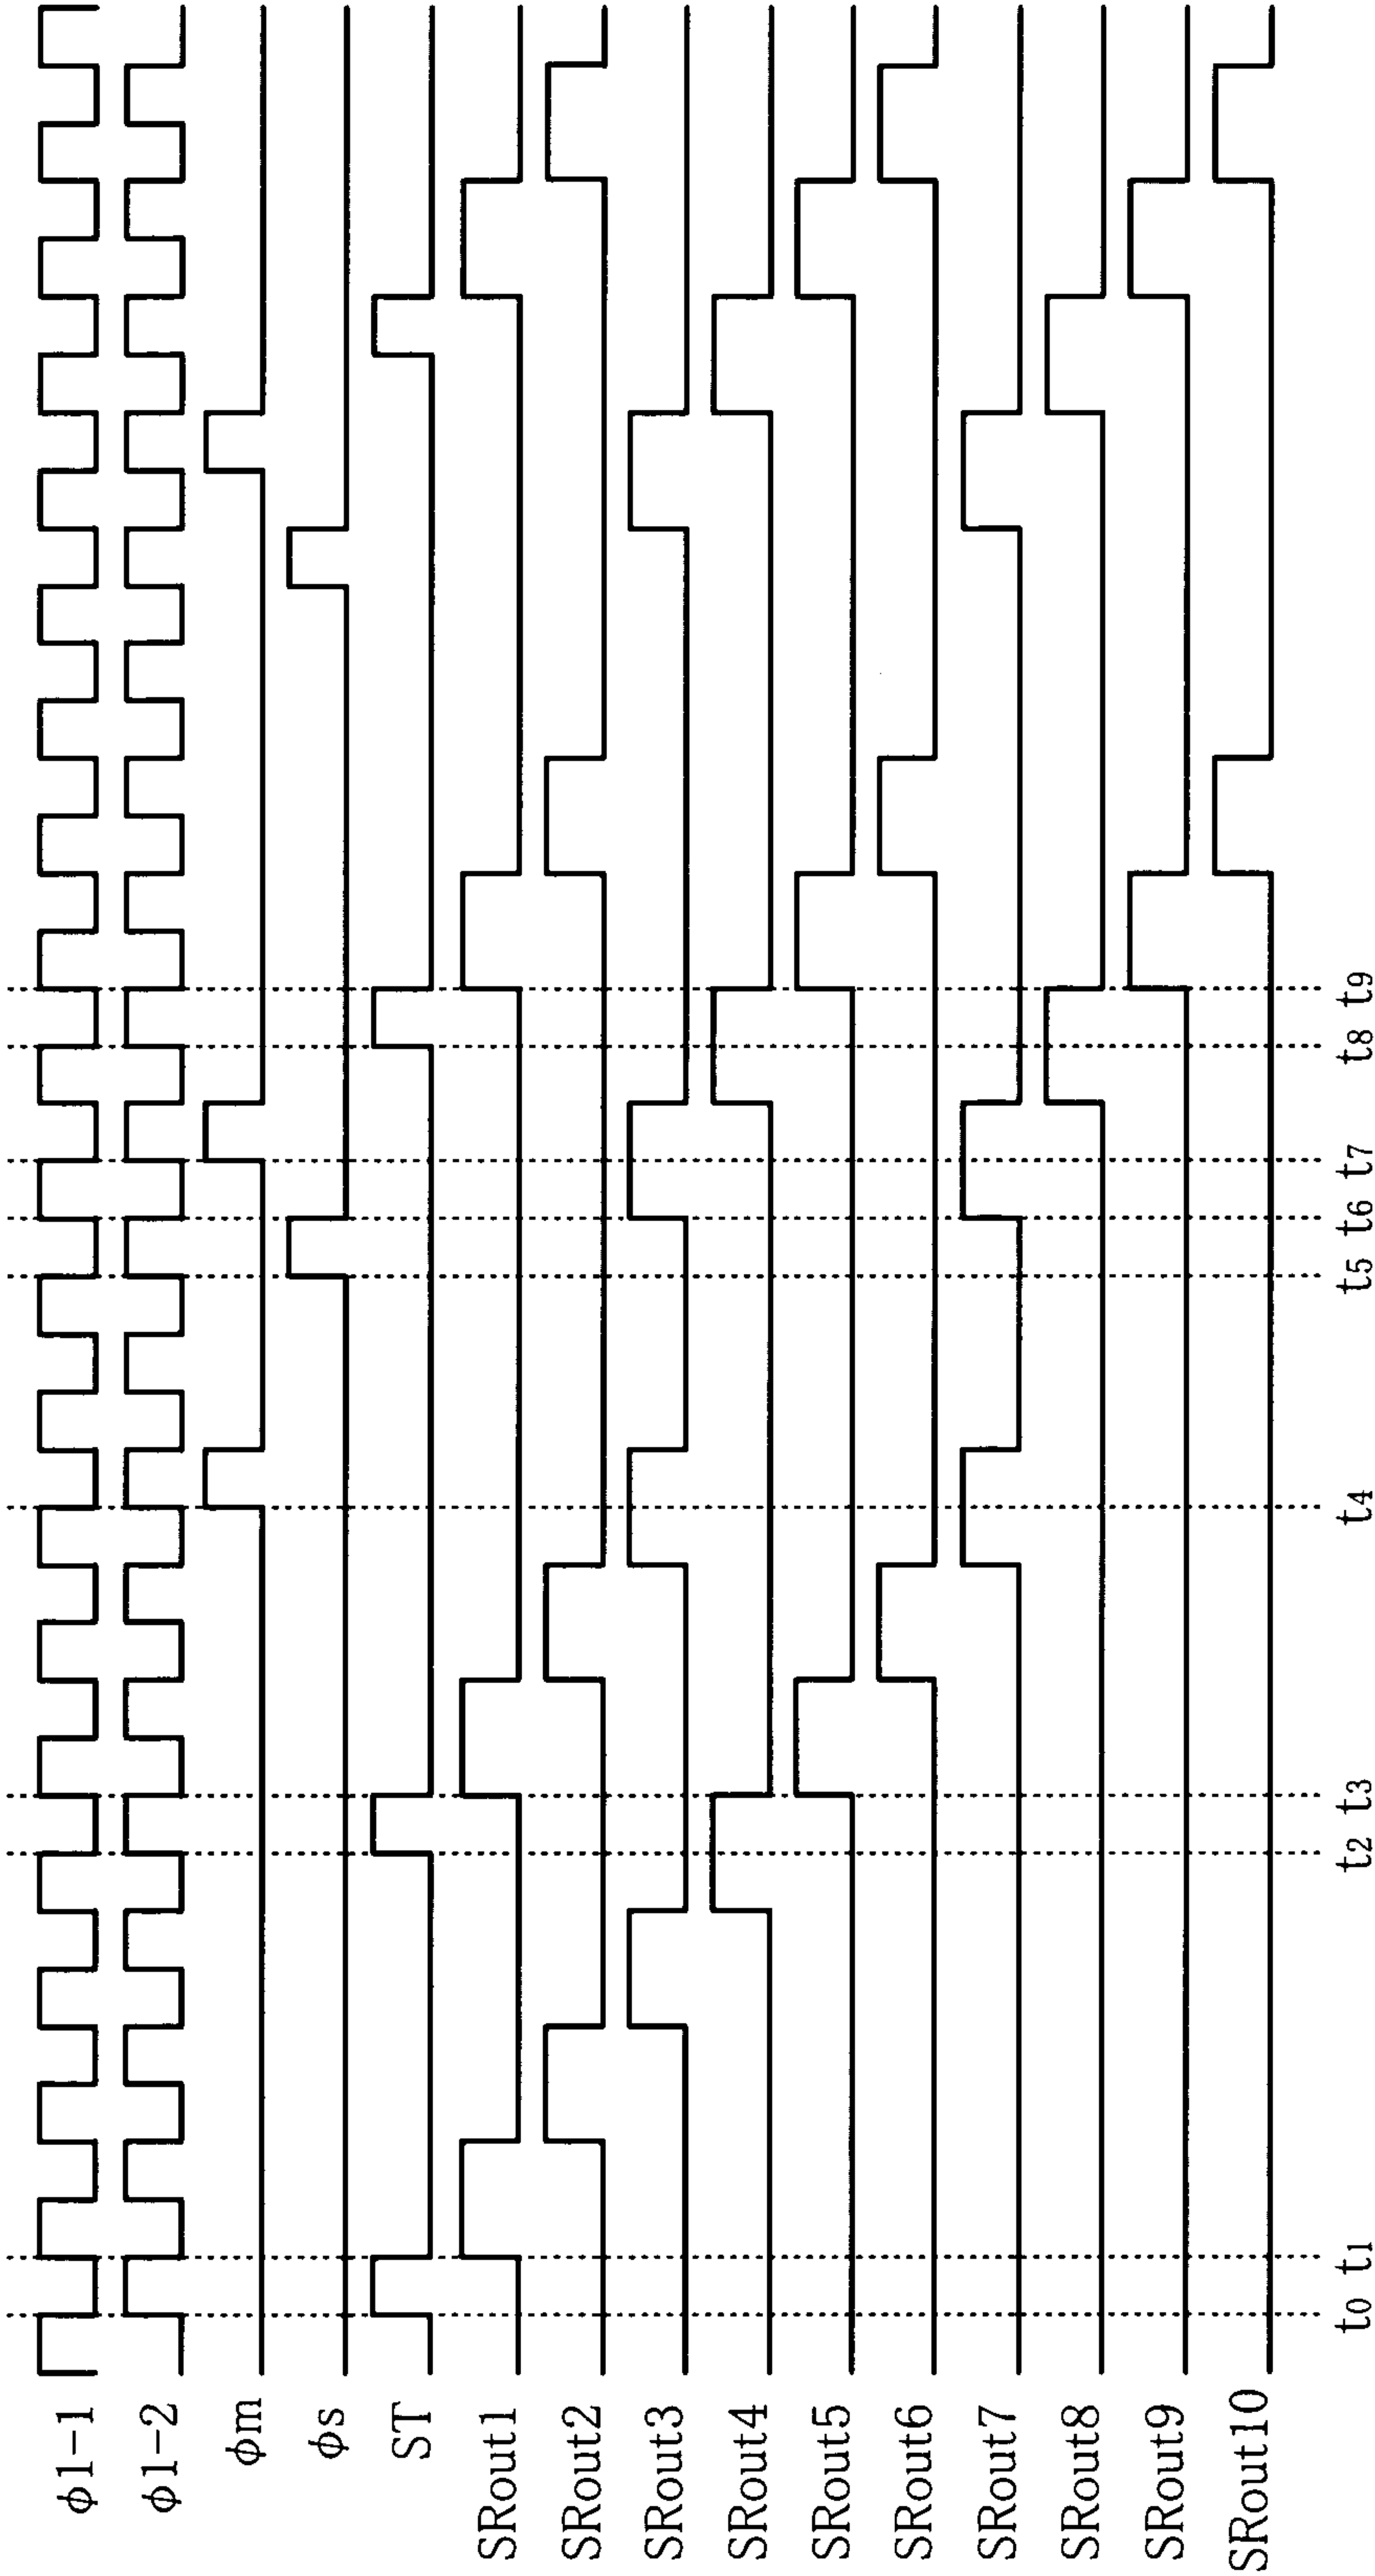 φ1-1
φ1-2
φm
φs
ST
SRout1
SRout2
SRout3
SRout4
SRout5
SRout6
SRout7
SRout8
SRout9
SRout10
t0 t1 t2 t3 t4 t5 t6 t7 t8 t9